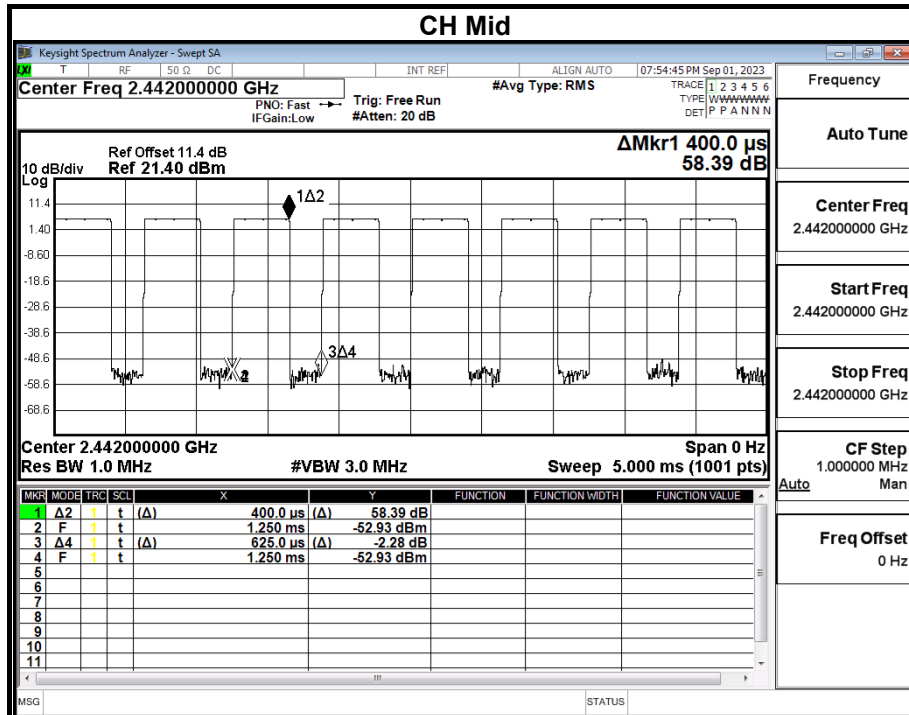 CH Mid
Keysight Spectrum Analyzer - Swept SA
LXI T RF 50 Ω DC INT REF ALIGN AUTO 07:54:45 PM Sep 01, 2023
Center Freq 2.442000000 GHz #Avg Type: RMS TRACE 1 2 3 4 5 6
PNO: Fast Trig: Free Run TYPE WWWWWW
IFGain:Low #Atten: 20 dB DET P P A N N N
ΔMkr1 400.0 µs
58.39 dB
Ref Offset 11.4 dB
10 dB/div Ref 21.40 dBm
Log
11.4
1.40
-8.60
-18.6
-28.6
-38.6
-48.6
-58.6
-68.6
1Δ2
3Δ4
Center 2.442000000 GHz Span 0 Hz
Res BW 1.0 MHz #VBW 3.0 MHz Sweep 5.000 ms (1001 pts)
MKR MODE TRC SCL X Y FUNCTION FUNCTION WIDTH FUNCTION VALUE
1 Δ2 1 t (Δ) 400.0 µs (Δ) 58.39 dB
2 F 1 t 1.250 ms -52.93 dBm
3 Δ4 1 t (Δ) 625.0 µs (Δ) -2.28 dB
4 F 1 t 1.250 ms -52.93 dBm
5
6
7
8
9
10
11
MSG STATUS
Frequency
Auto Tune
Center Freq
2.442000000 GHz
Start Freq
2.442000000 GHz
Stop Freq
2.442000000 GHz
CF Step
1.000000 MHz
Auto Man
Freq Offset
0 Hz